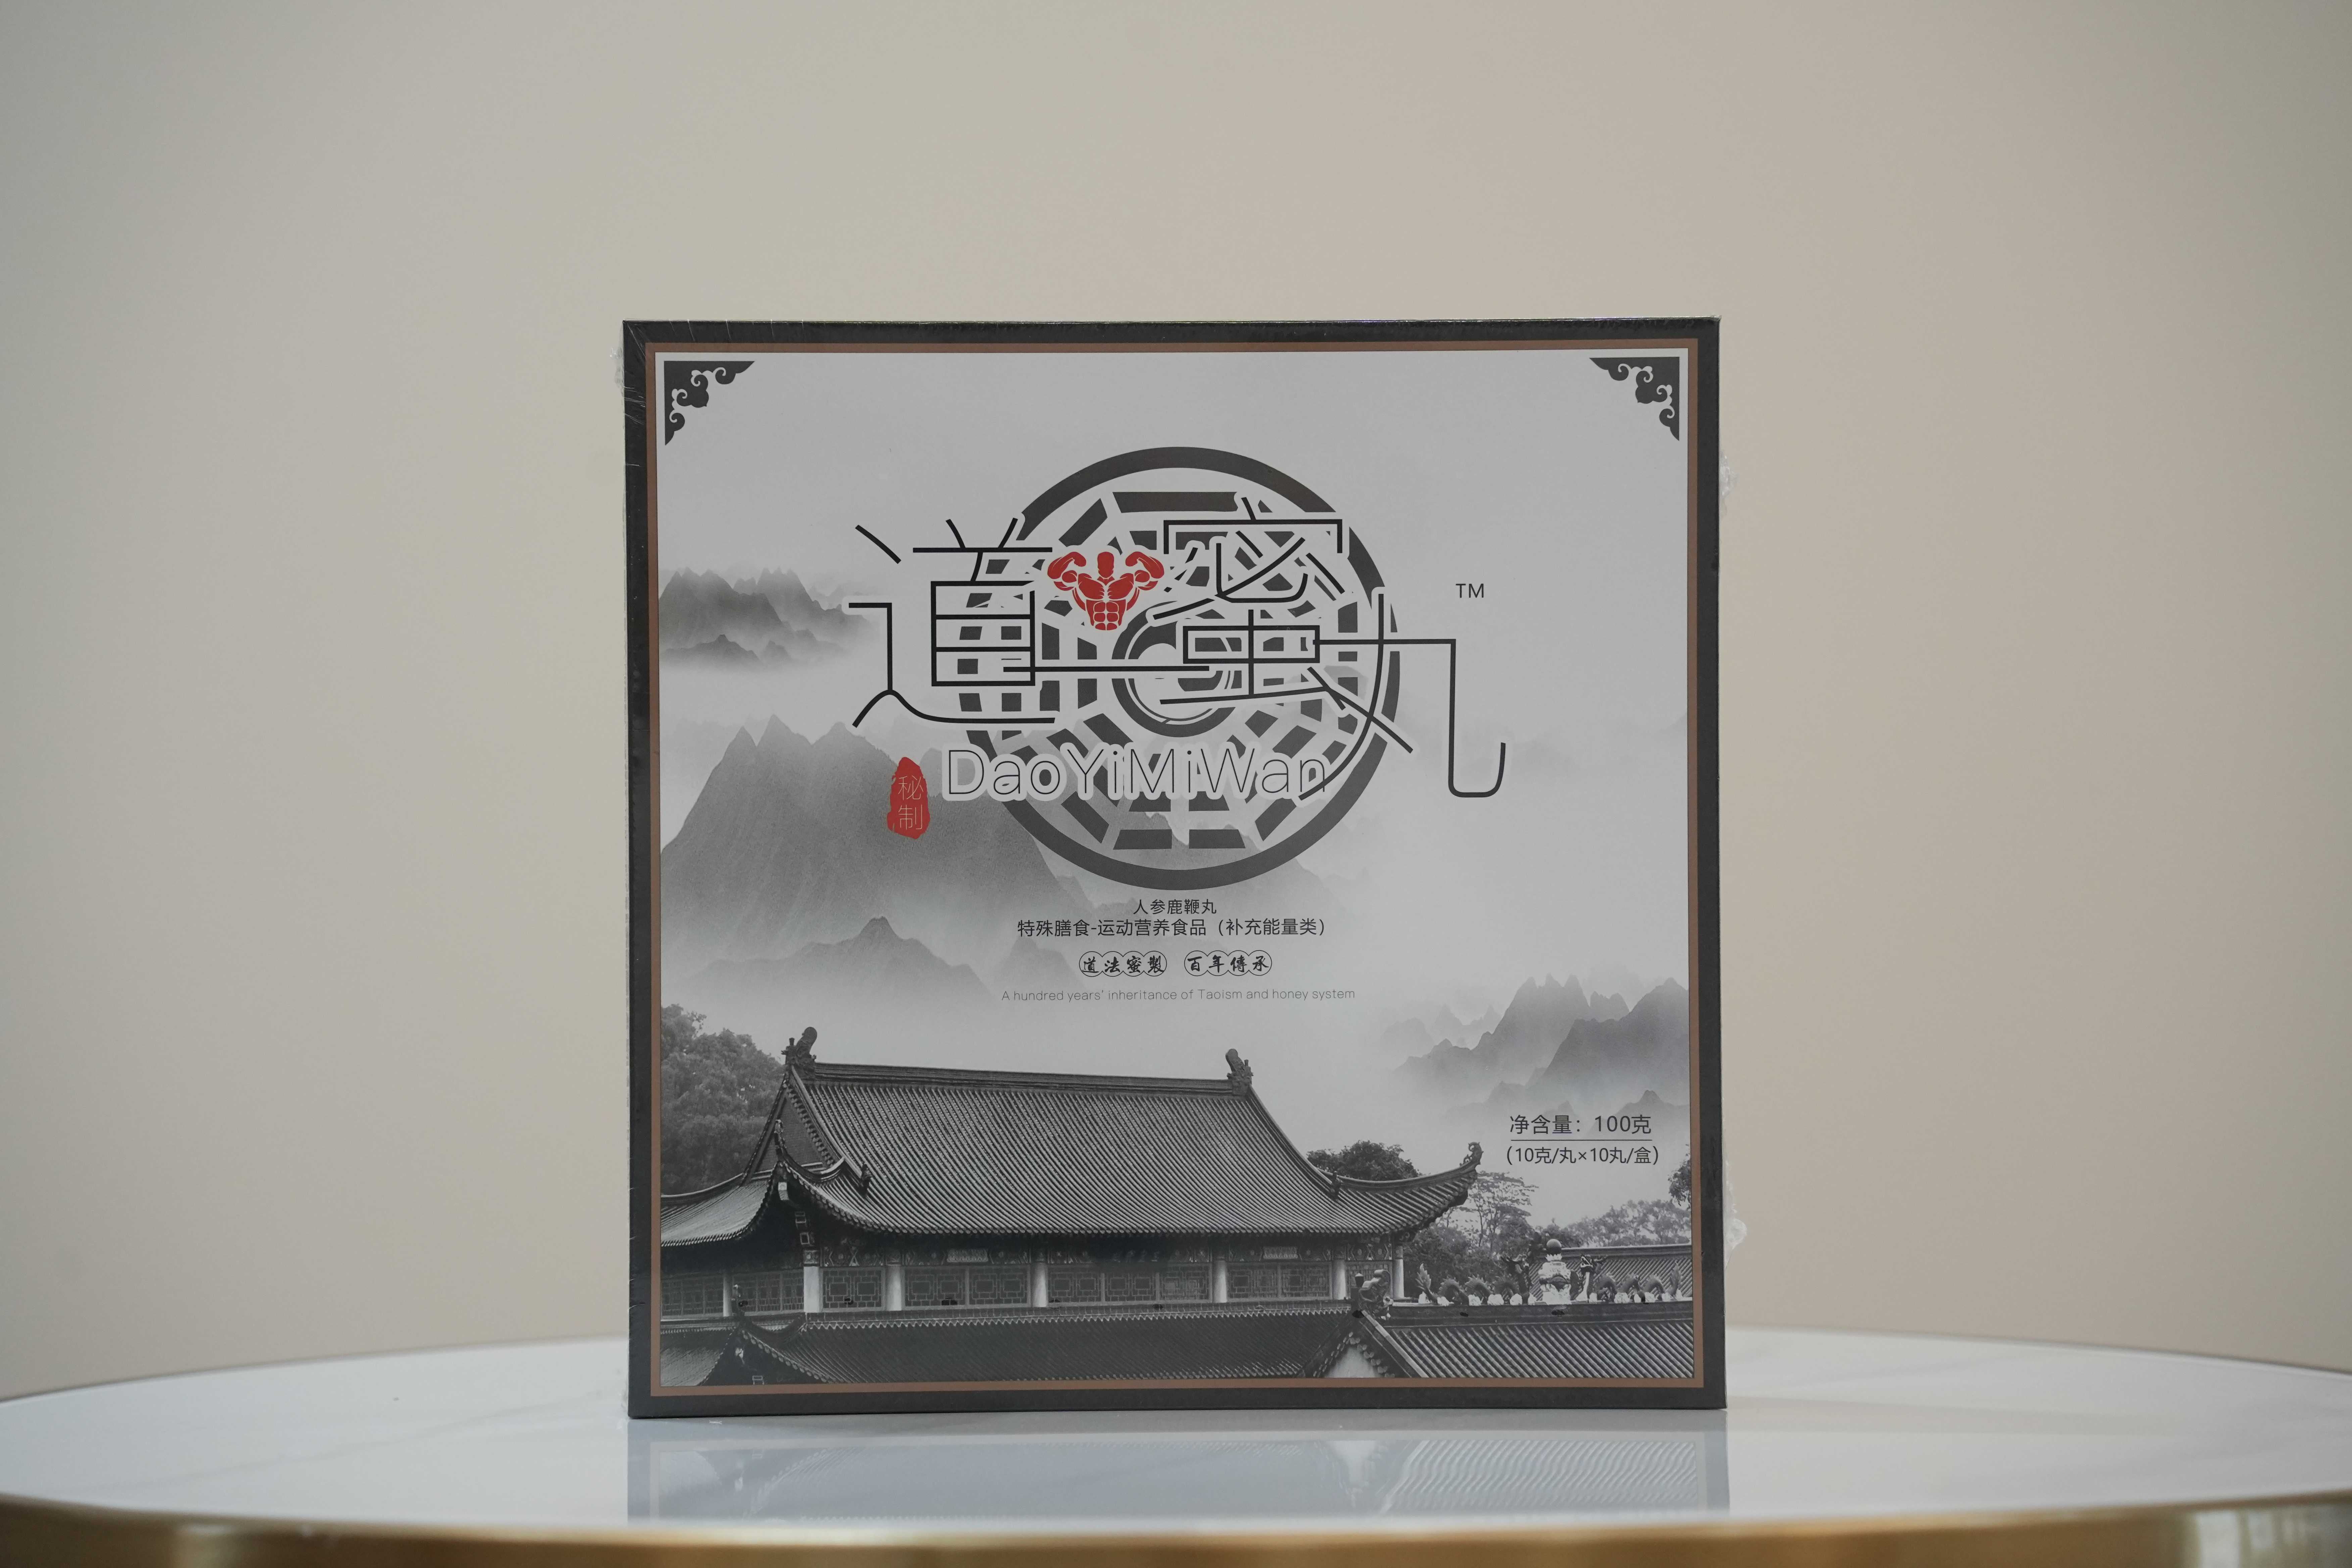 道一蜜丸
TM
DaoYiMiWan
秘制
人参鹿鞭丸
特殊膳食-运动营养食品（补充能量类）
道法蜜製 百年傳承
A hundred years' inheritance of Taoism and honey system
净含量：100克
(10克/丸×10丸/盒)